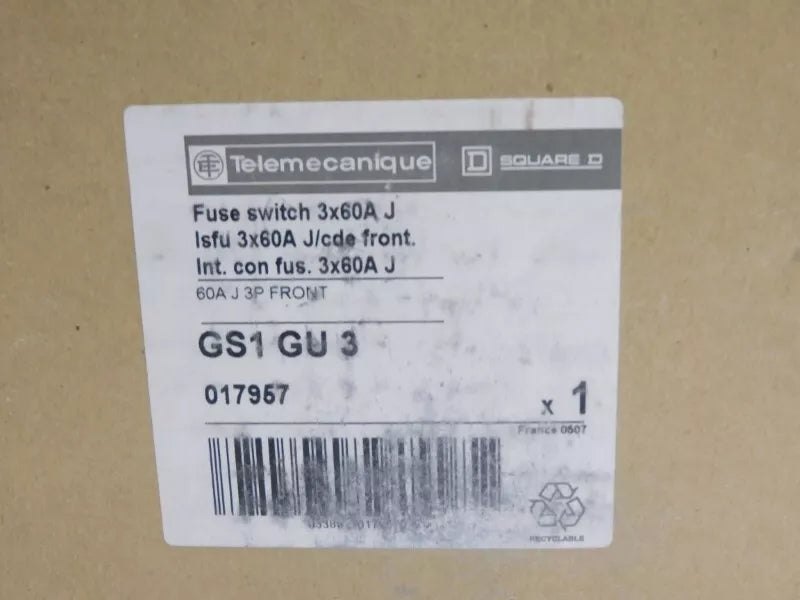 TE Telemecanique D SQUARE D
Fuse switch 3x60A J
Isfu 3x60A J/cde front.
Int. con fus. 3x60A J
60A J 3P FRONT
GS1 GU 3
017957
x 1
France 0507
RECYCLABLE